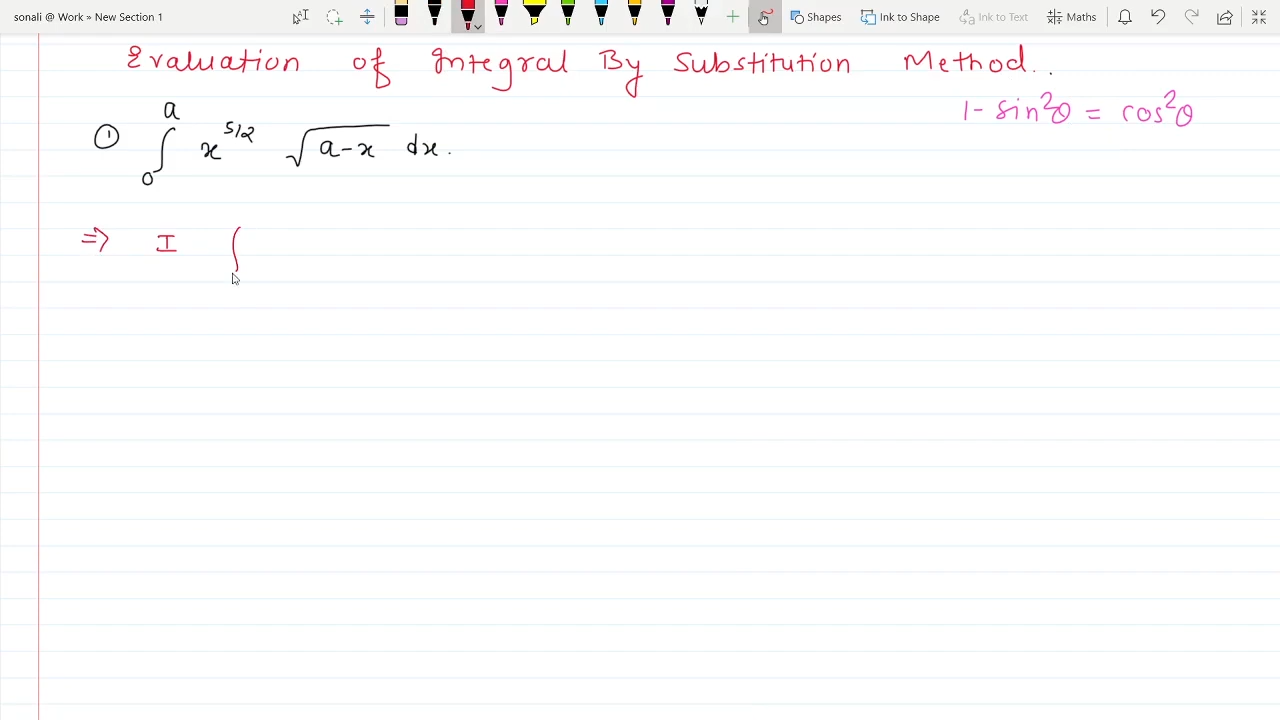 sonali @ Work » New Section 1
Shapes Ink to Shape Ink to Text Maths
Evaluation of Integral By Substitution Method..
1 - sin²θ = cos²θ
① ∫₀ᵃ x^5/2 √(a-x) dx.
⇒ I ∫